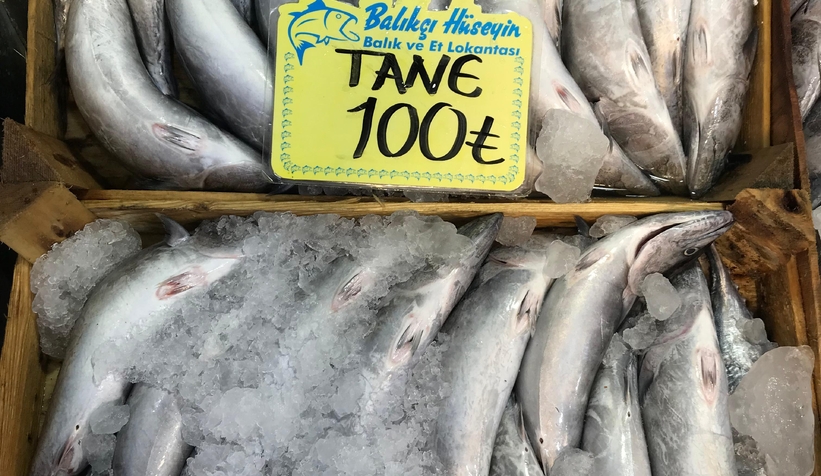 Balıkçı Hüseyin
Balık ve Et Lokantası
TANE
100₺